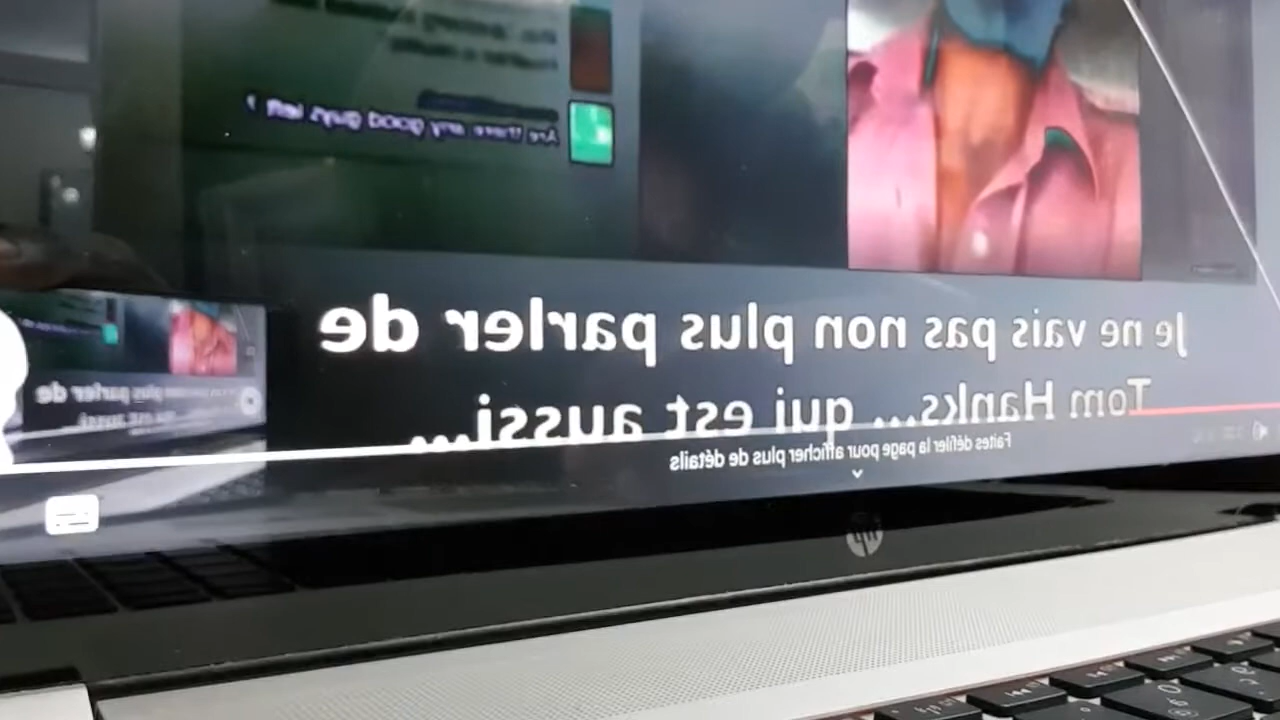 Are there any good guys left ?
Je ne vais pas non plus parler de
Tom Hanks... qui est aussi...
Faites défiler la page pour afficher plus de détails
hp